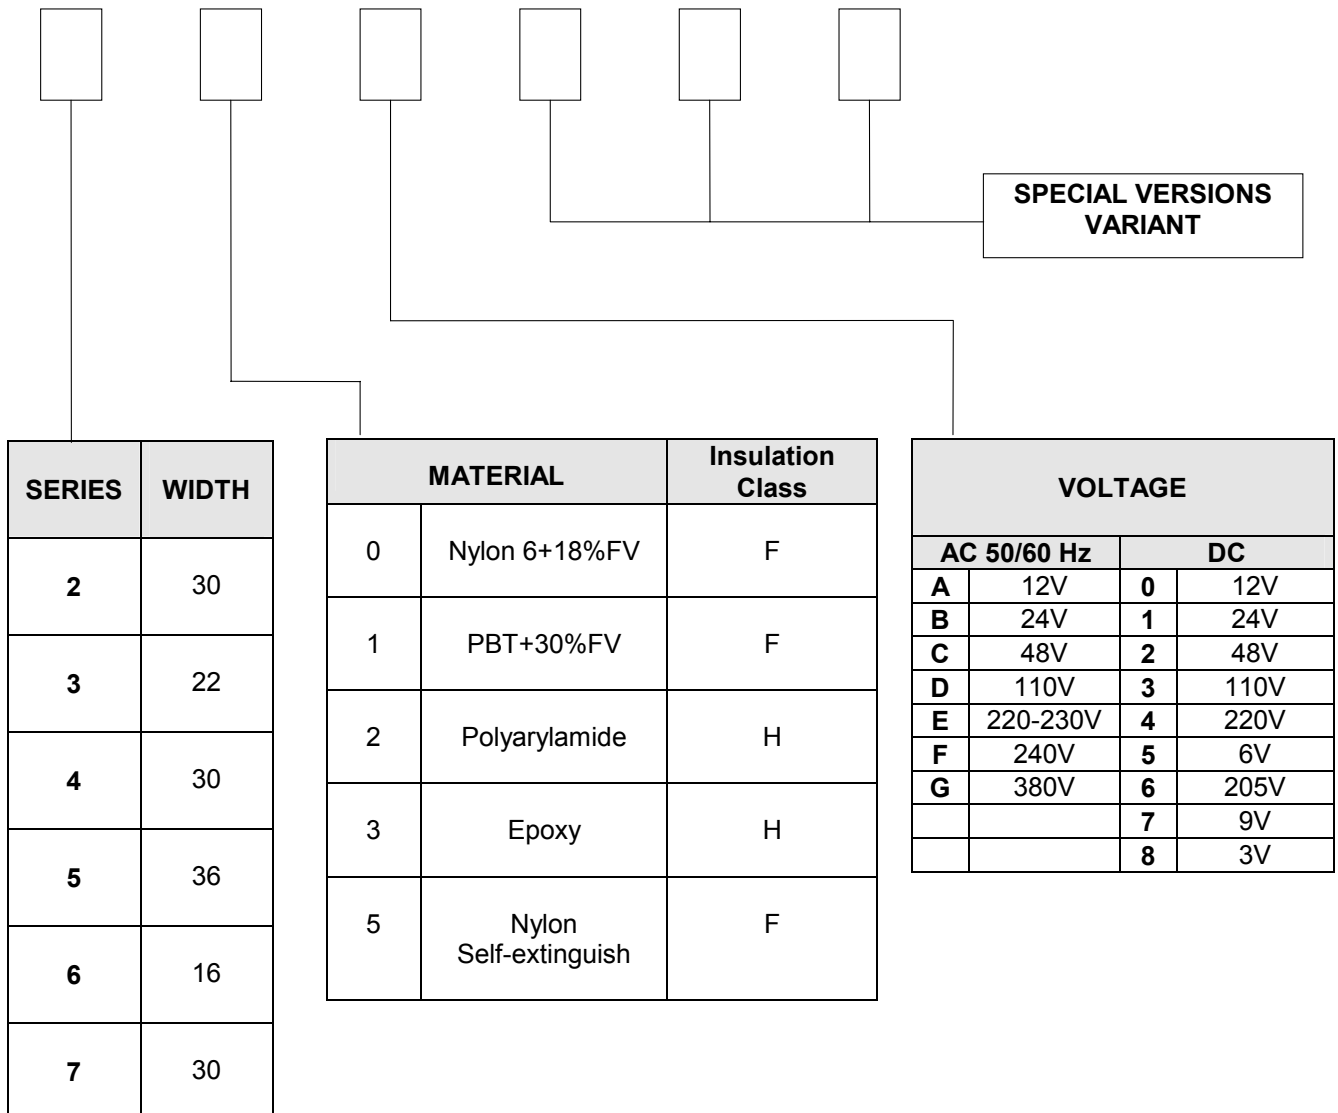 SPECIAL VERSIONS
VARIANT
SERIES WIDTH
2 30
3 22
4 30
5 36
6 16
7 30
MATERIAL Insulation
Class
0 Nylon 6+18%FV F
1 PBT+30%FV F
2 Polyarylamide H
3 Epoxy H
5 Nylon F
Self-extinguish
VOLTAGE
AC 50/60 Hz DC
A 12V 0 12V
B 24V 1 24V
C 48V 2 48V
D 110V 3 110V
E 220-230V 4 220V
F 240V 5 6V
G 380V 6 205V
7 9V
8 3V